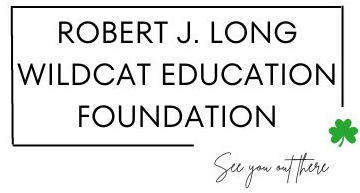 ROBERT J. LONG
WILDCAT EDUCATION
FOUNDATION
See you out there